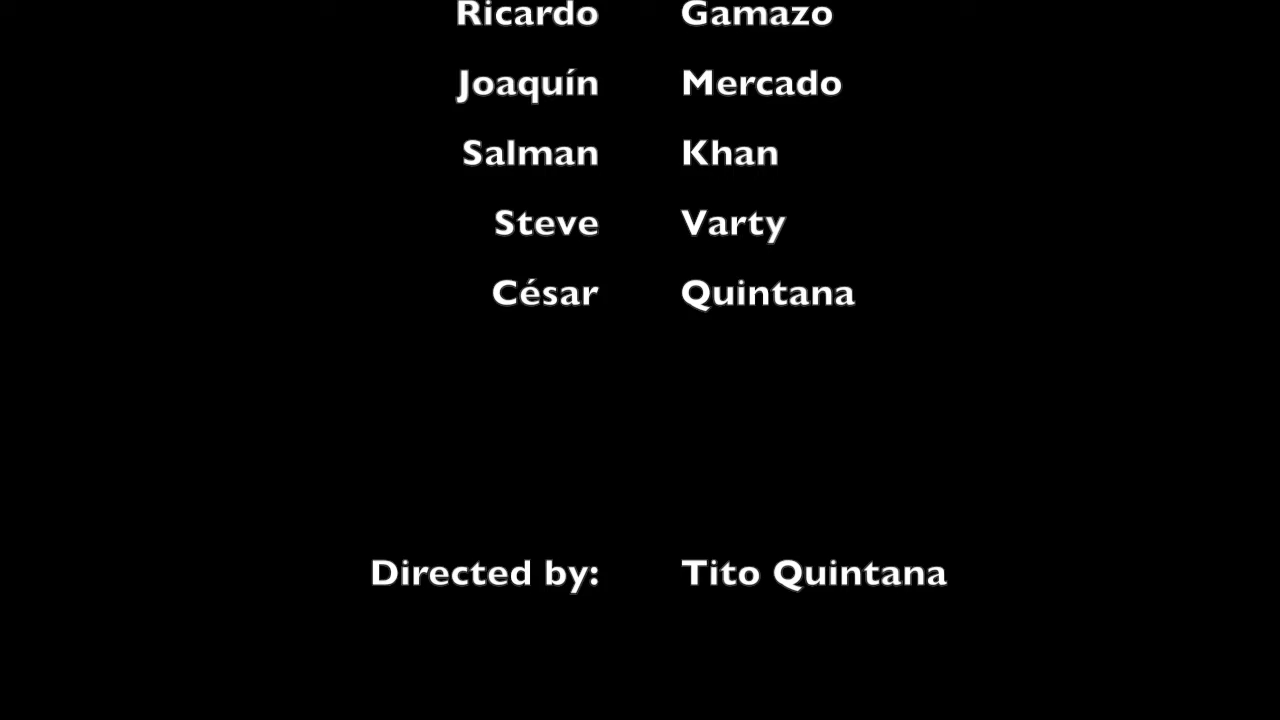 Ricardo Gamazo
Joaquín Mercado
Salman Khan
Steve Varty
César Quintana
Directed by: Tito Quintana